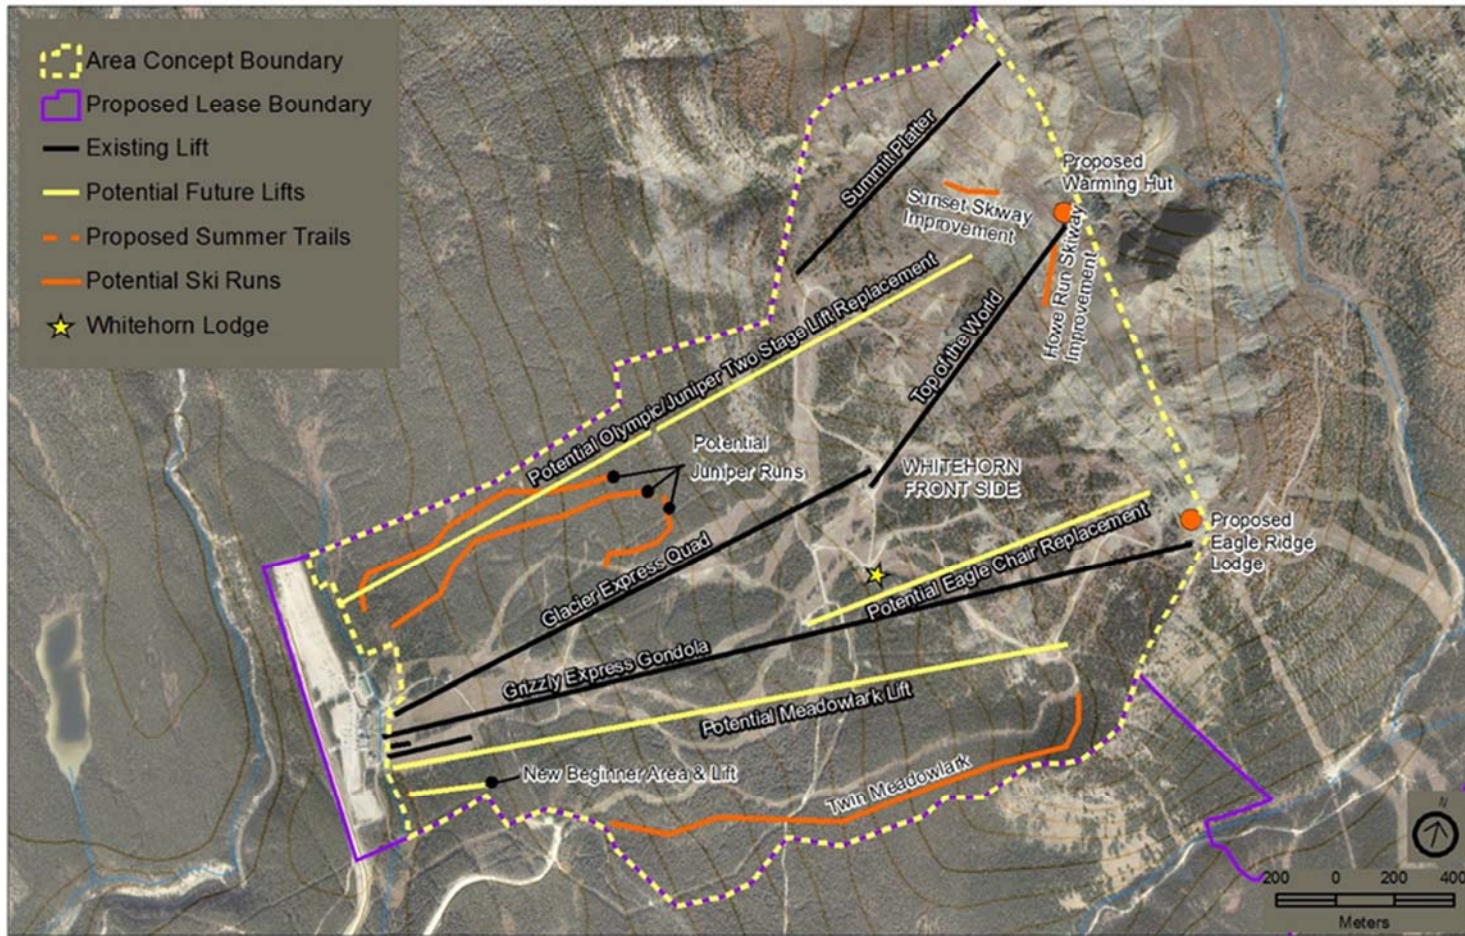 Area Concept Boundary
Proposed Lease Boundary
Existing Lift
Potential Future Lifts
Proposed Summer Trails
Potential Ski Runs
Whitehorn Lodge
Summit Platter
Proposed
Warming Hut
Sunset Skiway
Improvement
Howe Run Skiway
Improvement
Potential Olympic/Juniper Two Stage Lift Replacement
Top of the World
Potential
Juniper Runs
WHITEHORN
FRONT SIDE
Glacier Express Quad
Potential Eagle Chair Replacement
Proposed
Eagle Ridge
Lodge
Grizzly Express Gondola
Potential Meadowlark Lift
New Beginner Area & Lift
Twin Meadowlark
N
200 0 200 400
Meters